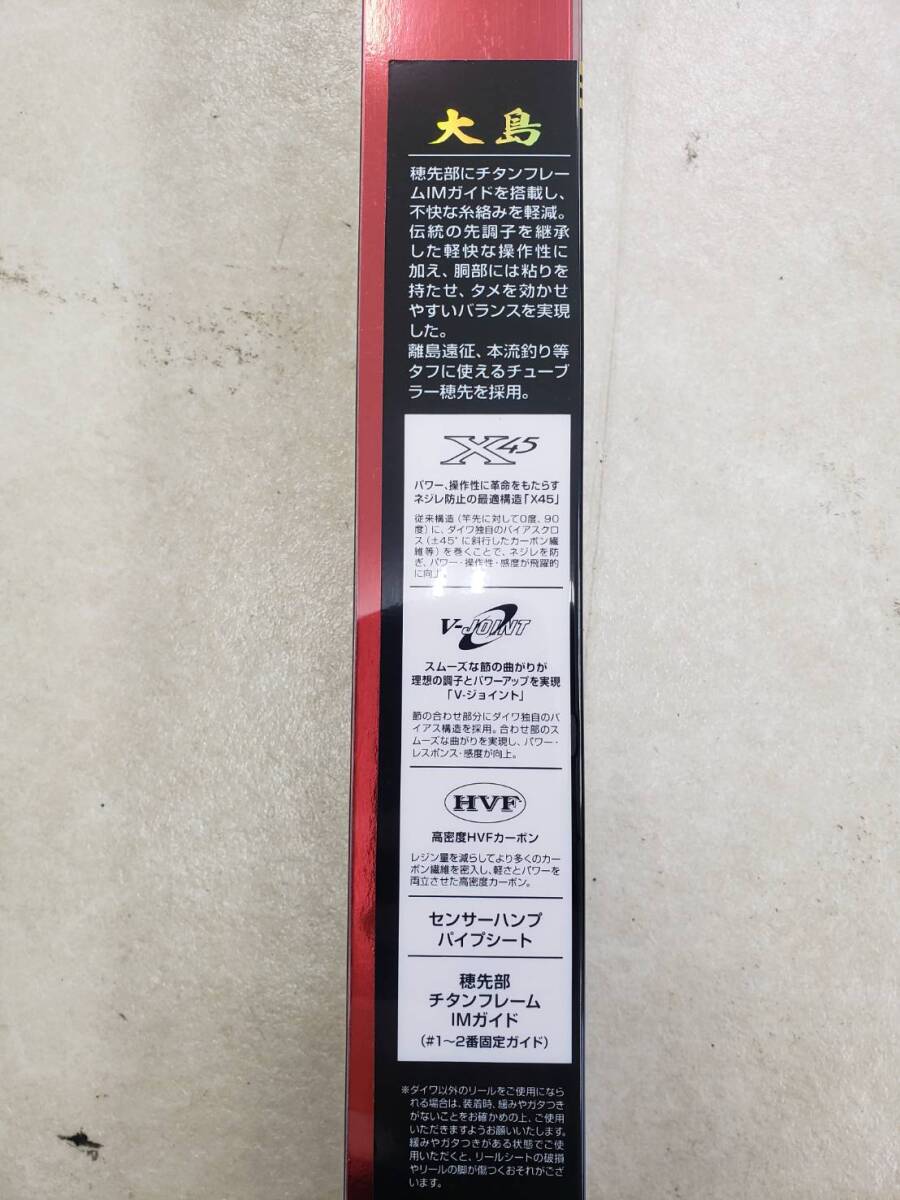 大島
穂先部にチタンフレー
ムIMガイドを搭載し、
不快な糸絡みを軽減。
伝統の先調子を継承
した軽快な操作性に
加え、胴部には粘りを
持たせ、タメを効かせ
やすいバランスを実現
した。
離島遠征、本流釣り等
タフに使えるチューブ
ラー穂先を採用。
X45
パワー、操作性に革命をもたらす
ネジレ防止の最適構造「X45」
従来構造(竿先に対して0度、90
度)に、ダイワ独自のバイアスクロ
ス(±45°に斜行したカーボン繊
維等)を巻くことで、ネジレを防
ぎ、パワー・操作性・感度が飛躍的
に向上。
V-JOINT
スムーズな節の曲がりが
理想の調子とパワーアップを実現
「V-ジョイント」
節の合わせ部分にダイワ独自のバ
イアス構造を採用。合わせ部のス
ムーズな曲がりを実現し、パワー・
レスポンス・感度が向上。
HVF
高密度HVFカーボン
レジン量を減らしてより多くのカー
ボン繊維を密入し、軽さとパワーを
両立させた高密度カーボン。
センサーハンプ
パイプシート
穂先部
チタンフレーム
IMガイド
(#1～2番固定ガイド)
※ダイワ以外のリールをご使用になら
れる場合は、装着時、緩みやガタつき
がないことをお確かめの上、ご使用
いただきますようお願いいたします。
緩みやガタつきがある状態でご使
用いただくと、リールシートの破損
やリールの脚が傷つくおそれがござ
います。